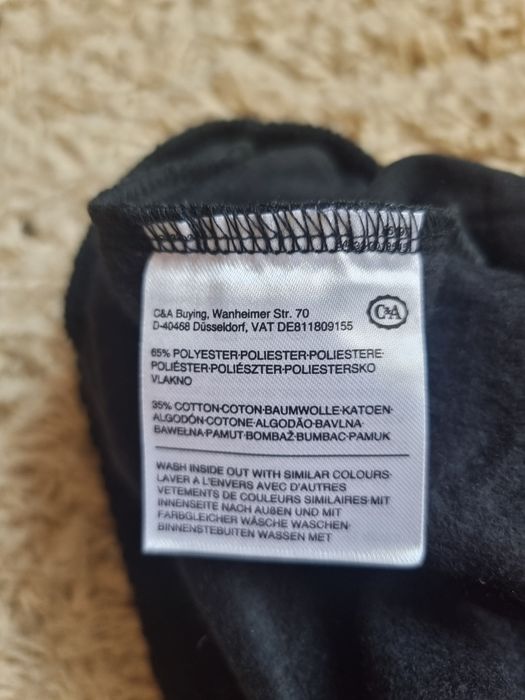 C&A Buying, Wanheimer Str. 70
D-40468 Düsseldorf, VAT DE811809155
C&A
65% POLYESTER·POLIESTER·POLIESTERE·
POLIÉSTER·POLIÉSZTER·POLIESTERSKO
VLAKNO
35% COTTON·COTON·BAUMWOLLE·KATOEN·
ALGODÓN·COTONE·ALGODÃO·BAVLNA·
BAWEŁNA·PAMUT·BOMBAŽ·BUMBAC·PAMUK
WASH INSIDE OUT WITH SIMILAR COLOURS·
LAVER A L'ENVERS AVEC D'AUTRES
VETEMENTS DE COULEURS SIMILAIRES·MIT
INNENSEITE NACH AUßEN UND MIT
FARBGLEICHER WÄSCHE WASCHEN·
BINNENSTEBUITEN WASSEN MET